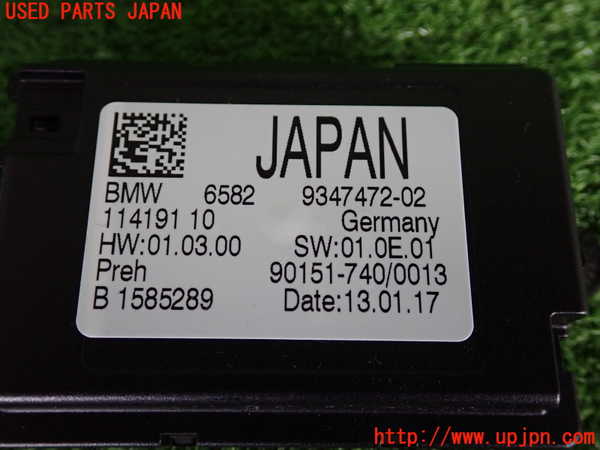 USED PARTS JAPAN
JAPAN
BMW 6582 9347472-02
114191 10 Germany
HW:01.03.00 SW:01.0E.01
Preh 90151-740/0013
B 1585289 Date:13.01.17
http://www.upjpn.com/